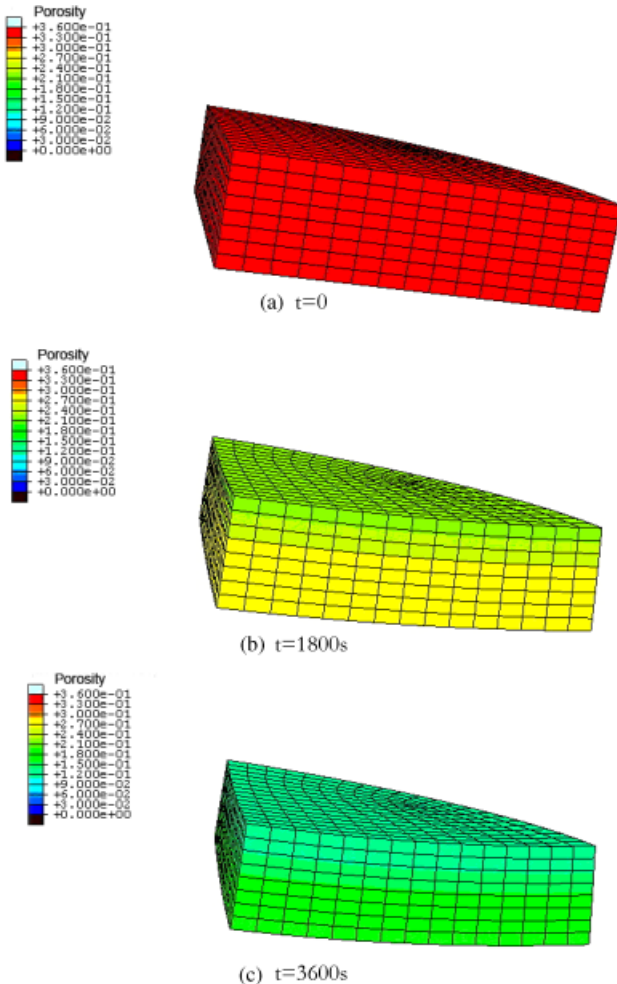 Porosity
+3.600e-01
+3.300e-01
+3.000e-01
+2.700e-01
+2.400e-01
+2.100e-01
+1.800e-01
+1.500e-01
+1.200e-01
+9.000e-02
+6.000e-02
+3.000e-02
+0.000e+00
(a) t=0
Porosity
+3.600e-01
+3.300e-01
+3.000e-01
+2.700e-01
+2.400e-01
+2.100e-01
+1.800e-01
+1.500e-01
+1.200e-01
+9.000e-02
+6.000e-02
+3.000e-02
+0.000e+00
(b) t=1800s
Porosity
+3.600e-01
+3.300e-01
+3.000e-01
+2.700e-01
+2.400e-01
+2.100e-01
+1.800e-01
+1.500e-01
+1.200e-01
+9.000e-02
+6.000e-02
+3.000e-02
+0.000e+00
(c) t=3600s